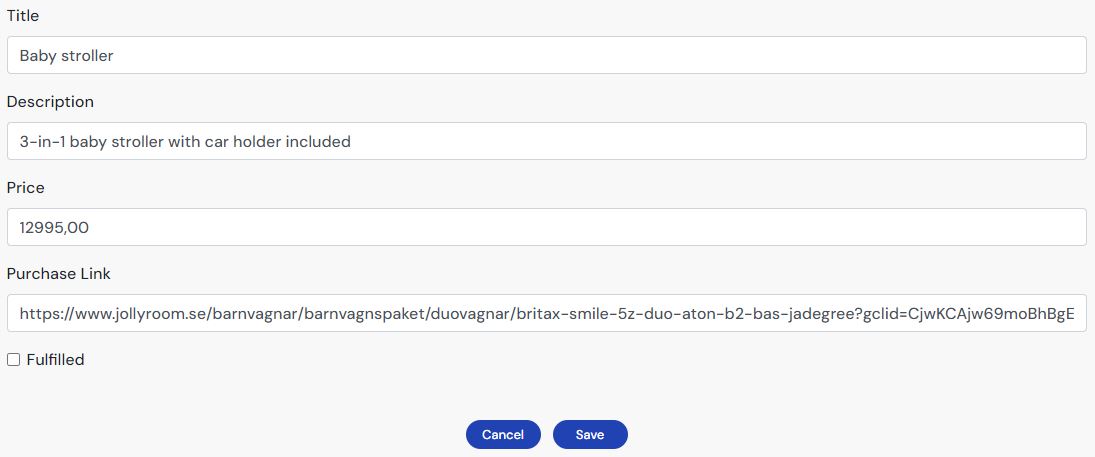 Title
Baby stroller
Description
3-in-1 baby stroller with car holder included
Price
12995,00
Purchase Link
https://www.jollyroom.se/barnvagnar/barnvagnspaket/duovagnar/britax-smile-5z-duo-aton-b2-bas-jadegree?gclid=CjwKCAjw69moBhBgE
Fulfilled
Cancel Save